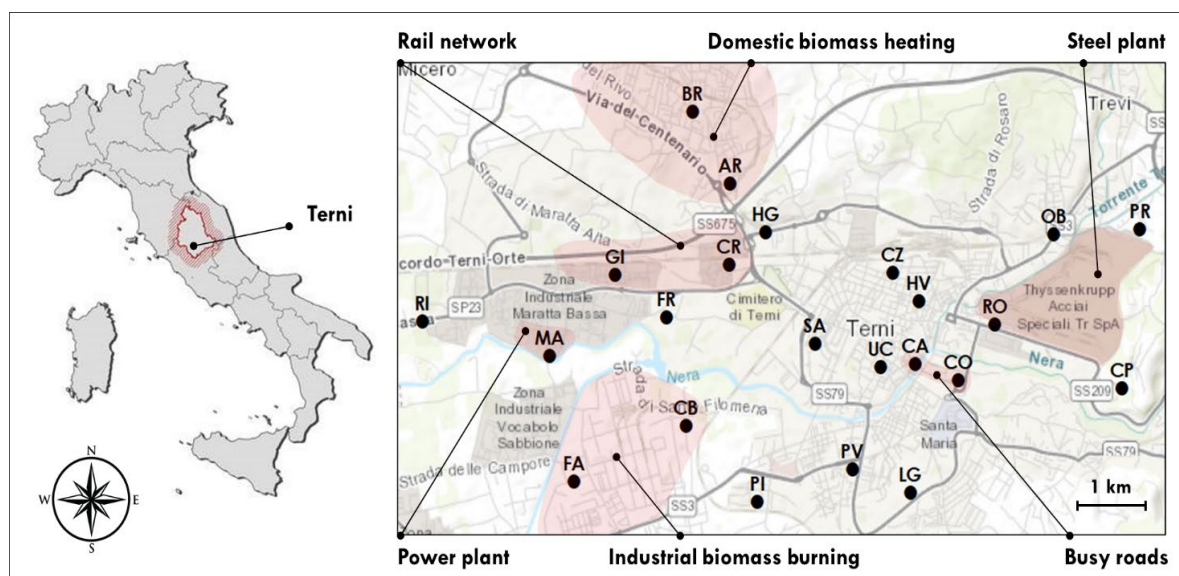 Rail network
Domestic biomass heating
Steel plant
Micero
del Rivo
Via del Centenario
BR
Trevi
SS
AR
Strada di Maratta Alta
Strada di Rosaro
Torrente
SS675
HG
OB
S3
PR
cordo-Terni-Orte
GI
CR
CZ
Zona
Industriale
Maratta Bassa
HV
Thyssenkrupp
Acciai
Speciali Tr SpA
RI
SP23
FR
Cimitero
di Terni
RO
MA
SA
Terni
UC
CA
CO
Nera
CP
Nera
SS79
SS209
Strada
di Santa Filomena
Zona
Industriale
Vocabolo
Sabbione
CB
Santa
Maria
SS79
Strada delle Campore
FA
PV
PI
LG
SS3
1 km
ona
Power plant
Industrial biomass burning
Busy roads
Terni
N
W
E
S